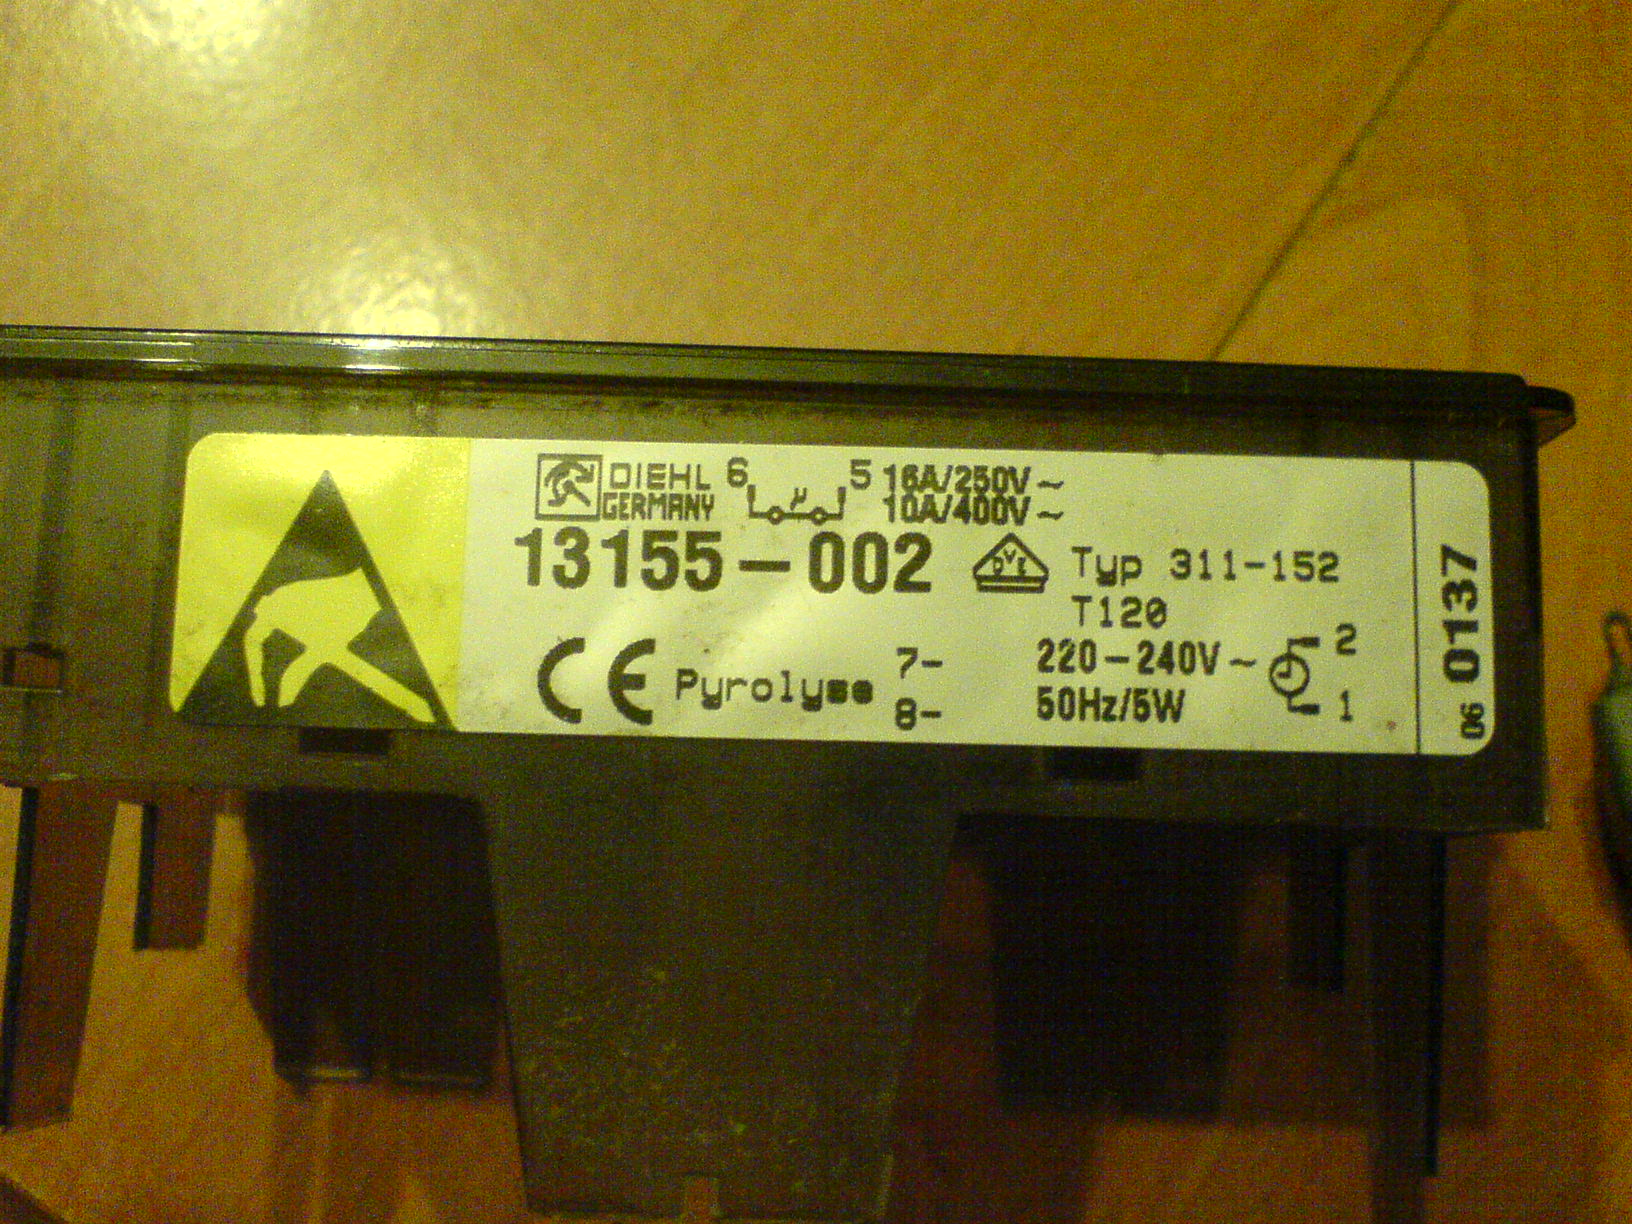 DIEHL
GERMANY
6 5
16A/250V~
10A/400V~
13155-002
DVE
Typ 311-152
T120
CE
Pyrolyse
7-
8-
220-240V~
50Hz/5W
2
1
06 0137